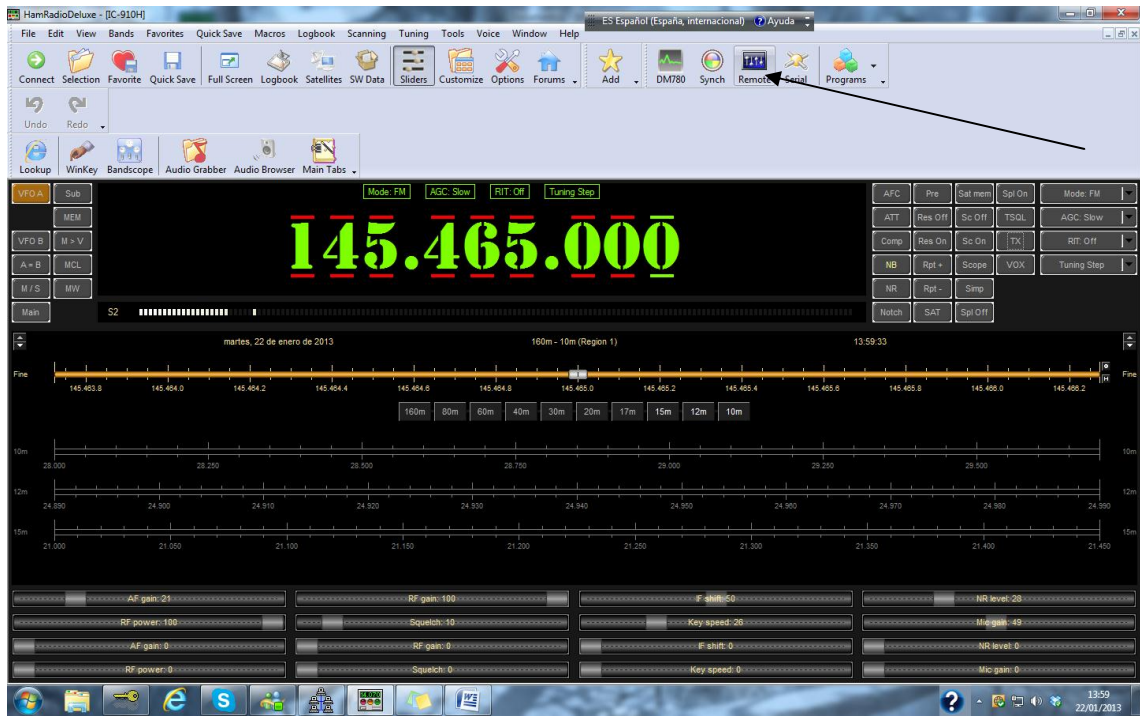 HamRadioDeluxe - [IC-910H]
ES Español (España, internacional) ? Ayuda
File Edit View Bands Favorites Quick Save Macros Logbook Scanning Tuning Tools Voice Window Help
Connect Selection Favorite Quick Save Full Screen Logbook Satellites SW Data Sliders Customize Options Forums Add DM780 Synch Remote Serial Programs
Undo Redo
Lookup WinKey Bandscope Audio Grabber Audio Browser Main Tabs
VFO A Sub Mode: FM AGC: Slow RIT: Off Tuning Step AFC Pre Sat mem Spl On Mode: FM
MEM ATT Res Off Sc Off TSQL AGC: Slow
145.465.000
VFO B M > V Comp Res On Sc On TX RIT: Off
A = B MCL NB Rpt + Scope VOX Tuning Step
M / S MW NR Rpt - Simp
Main S2 Notch SAT Spl Off
martes, 22 de enero de 2013 160m - 10m (Region 1) 13:59:33
Fine Fine
145.463.8 145.464.0 145.464.2 145.464.4 145.464.6 145.464.8 145.465.0 145.465.2 145.465.4 145.465.6 145.465.8 145.466.0 145.466.2
H
160m 80m 60m 40m 30m 20m 17m 15m 12m 10m
10m 10m
28.000 28.250 28.500 28.750 29.000 29.250 29.500
12m 12m
24.890 24.900 24.910 24.920 24.930 24.940 24.950 24.960 24.970 24.980 24.990
15m 15m
21.000 21.050 21.100 21.150 21.200 21.250 21.300 21.350 21.400 21.450
AF gain: 21 RF gain: 100 IF shift: 50 NR level: 28
RF power: 100 Squelch: 10 Key speed: 26 Mic gain: 49
AF gain: 0 RF gain: 0 IF shift: 0 NR level: 0
RF power: 0 Squelch: 0 Key speed: 0 Mic gain: 0
13:59
22/01/2013